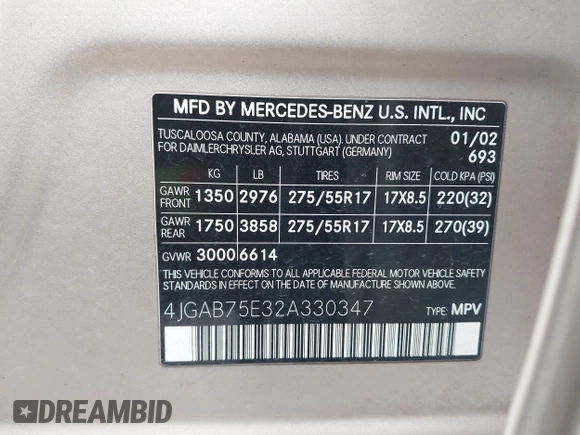 MFD BY MERCEDES-BENZ U.S. INTL., INC
TUSCALOOSA COUNTY, ALABAMA (USA). UNDER CONTRACT 01/02
FOR DAIMLERCHRYSLER AG, STUTTGART (GERMANY) 693
KG LB TIRES RIM SIZE COLD KPA (PSI)
GAWR FRONT 1350 2976 275/55R17 17X8.5 220(32)
GAWR REAR 1750 3858 275/55R17 17X8.5 270(39)
GVWR 3000 6614
THIS VEHICLE CONFORMS TO ALL APPLICABLE FEDERAL MOTOR VEHICLE SAFETY
STANDARDS IN EFFECT ON THE DATE OF MANUFACTURE SHOWN ABOVE.
4JGAB75E32A330347 TYPE: MPV
DREAMBID